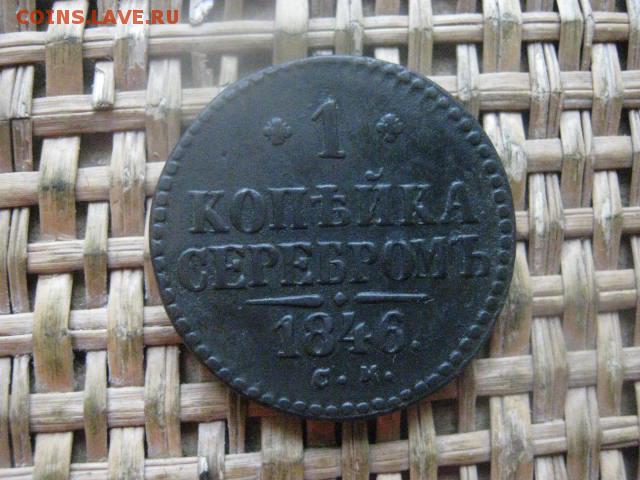 COINS.LAVE.RU
1
КОПѢЙКА
СЕРЕБРОМЪ
1846.
С. М.